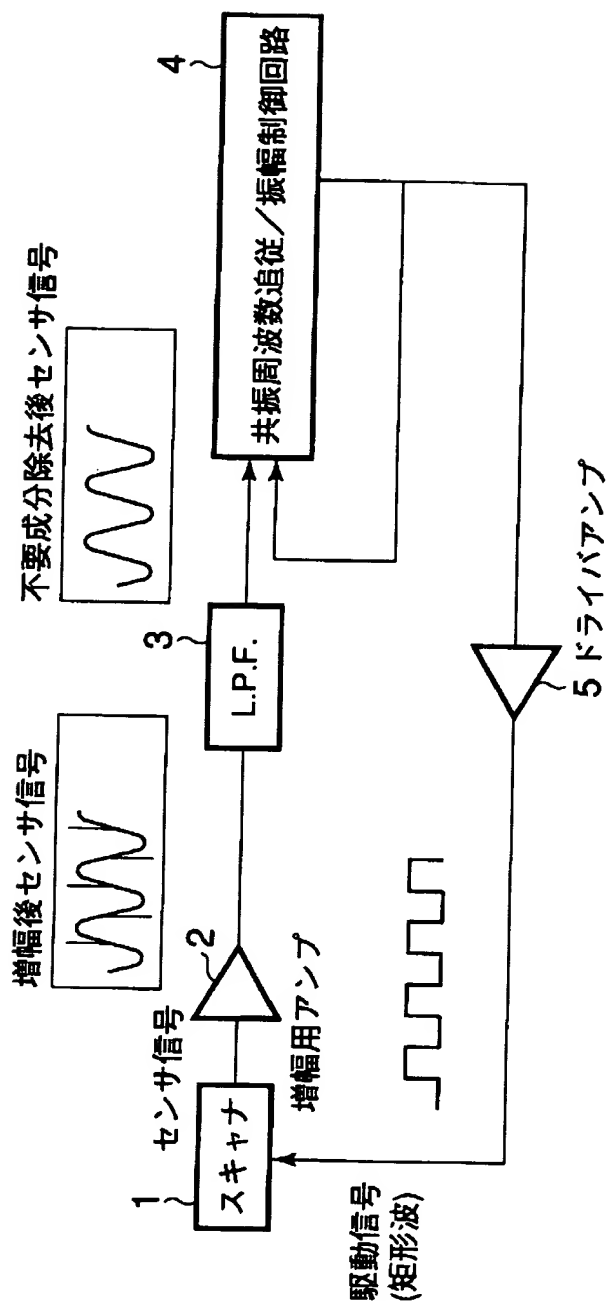 増幅後センサ信号
不要成分除去後センサ信号
1
スキャナ
センサ信号
2
増幅用アンプ
3
L.P.F.
4
共振周波数追従／振幅制御回路
駆動信号
(矩形波)
5 ドライバアンプ